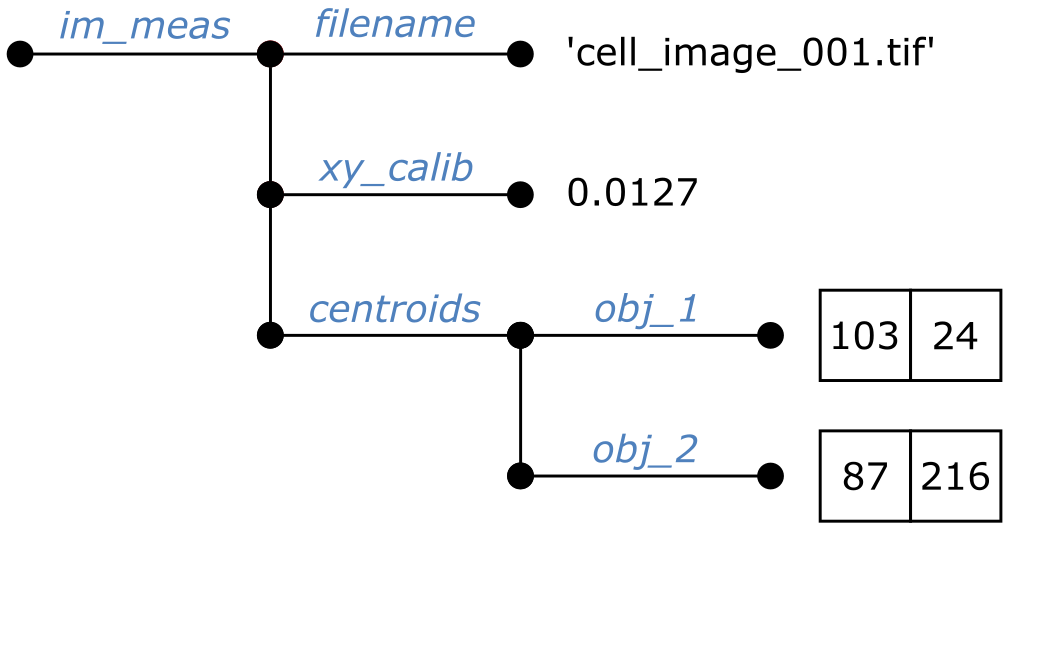 im_meas filename 'cell_image_001.tif'
xy_calib 0.0127
centroids obj_1 103 24
obj_2 87 216